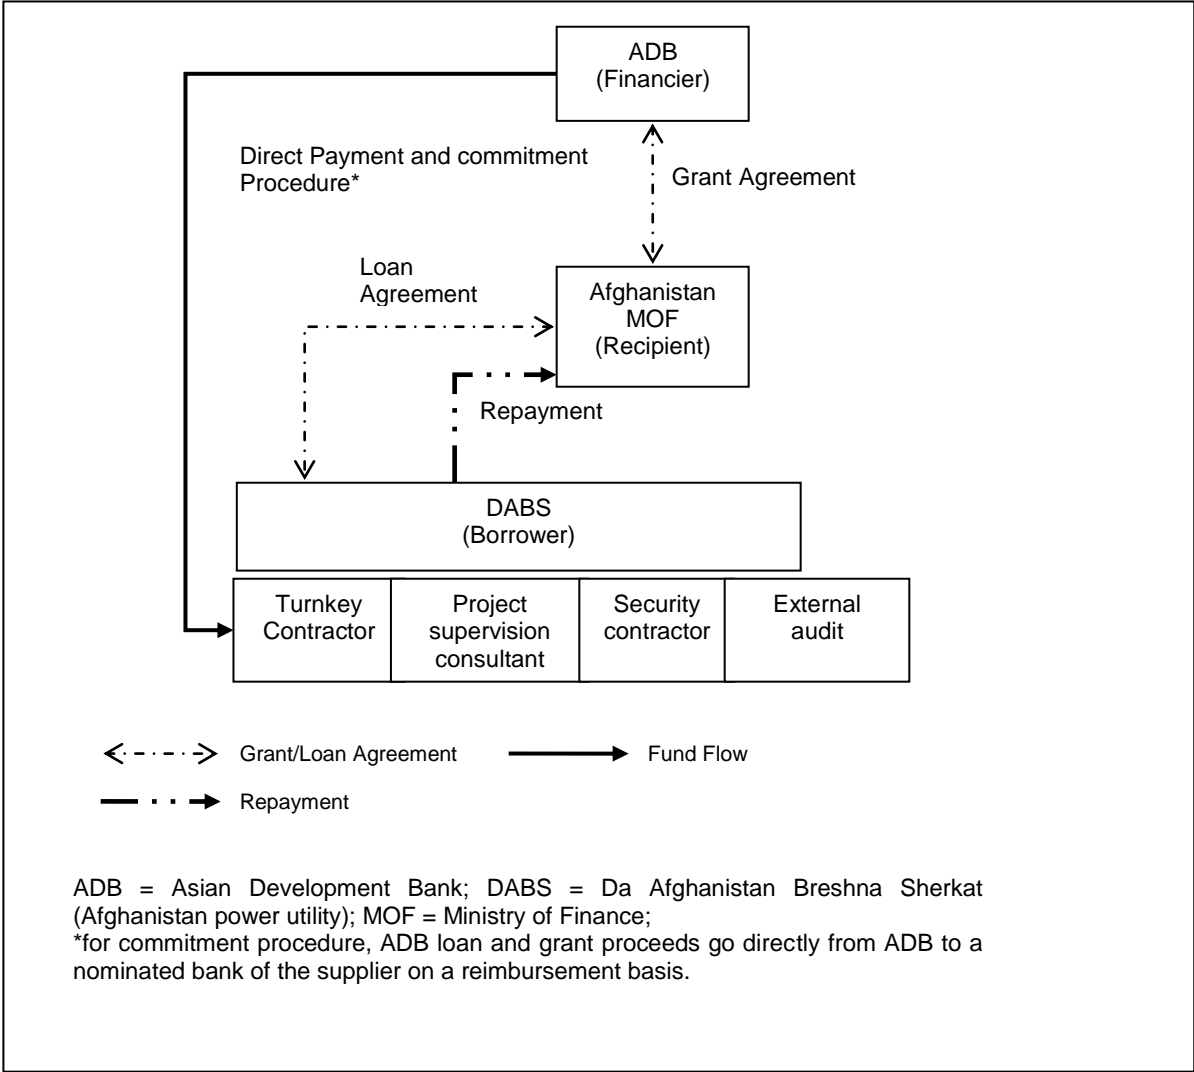 ADB
(Financier)
Direct Payment and commitment
Procedure*
Grant Agreement
Loan
Agreement
Afghanistan
MOF
(Recipient)
Repayment
DABS
(Borrower)
Turnkey
Contractor
Project
supervision
consultant
Security
contractor
External
audit
Grant/Loan Agreement
Fund Flow
Repayment
ADB = Asian Development Bank; DABS = Da Afghanistan Breshna Sherkat
(Afghanistan power utility); MOF = Ministry of Finance;
*for commitment procedure, ADB loan and grant proceeds go directly from ADB to a
nominated bank of the supplier on a reimbursement basis.